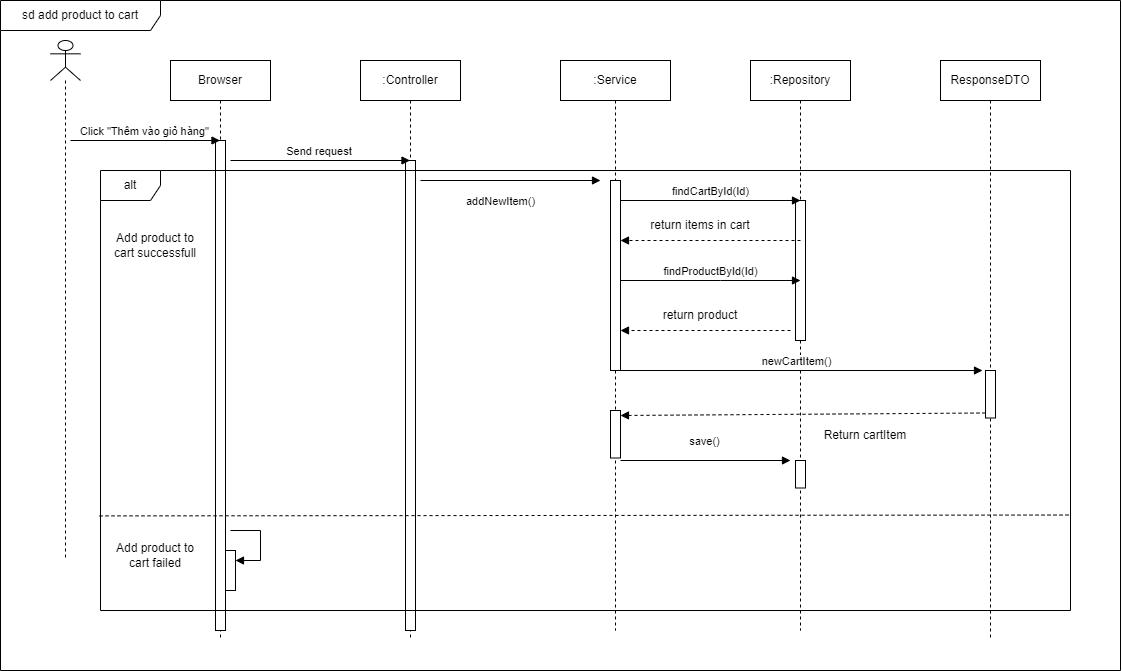 sd add product to cart
Browser
:Controller
:Service
:Repository
ResponseDTO
Click "Thêm vào giỏ hàng"
Send request
alt
addNewItem()
findCartById(Id)
return items in cart
Add product to
cart successfull
findProductById(Id)
return product
newCartItem()
Return cartItem
save()
Add product to
cart failed